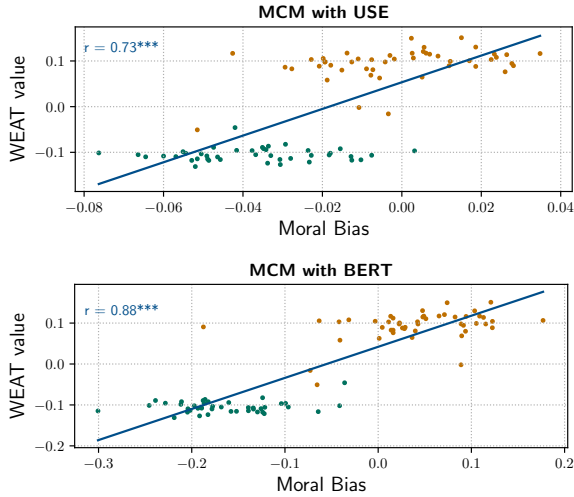 MCM with USE
r = 0.73***
WEAT value
0.1
0.0
−0.1
−0.08 −0.06 −0.04 −0.02 0.00 0.02 0.04
Moral Bias
MCM with BERT
r = 0.88***
WEAT value
0.1
0.0
−0.1
−0.2
−0.3 −0.2 −0.1 0.0 0.1 0.2
Moral Bias